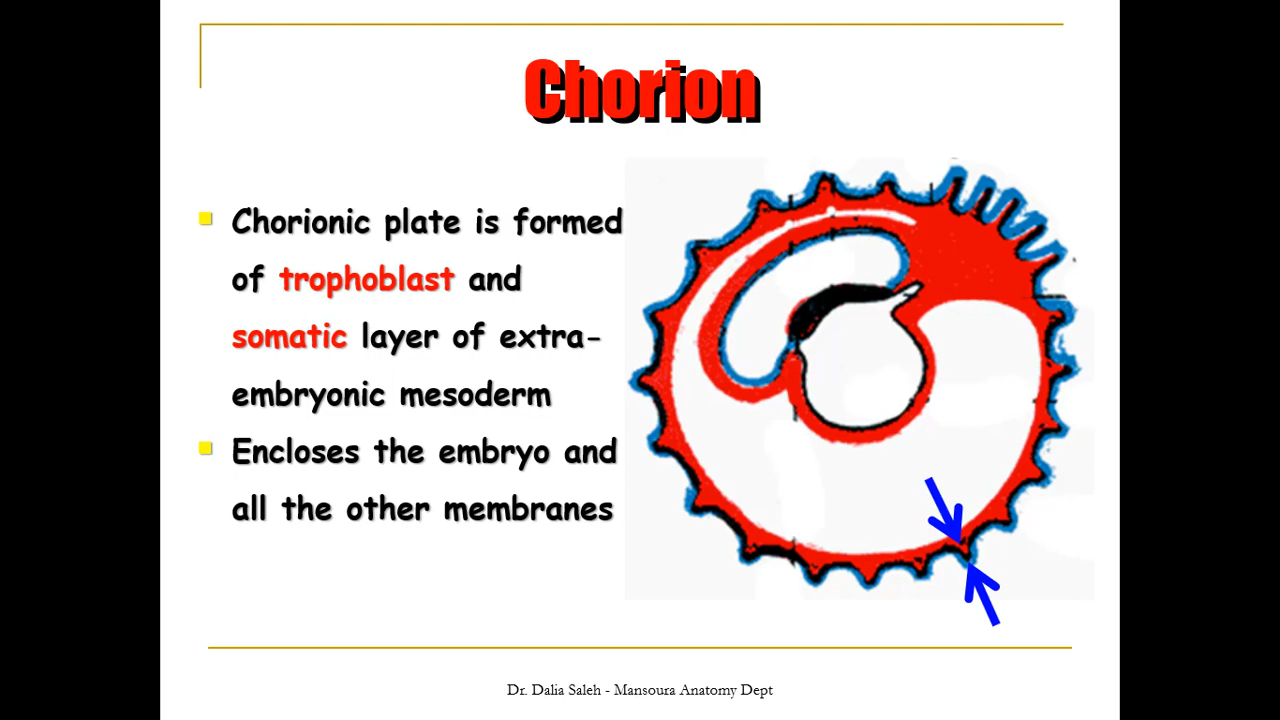 Chorion
Chorionic plate is formed
of trophoblast and
somatic layer of extra-
embryonic mesoderm
Encloses the embryo and
all the other membranes
Dr. Dalia Saleh - Mansoura Anatomy Dept